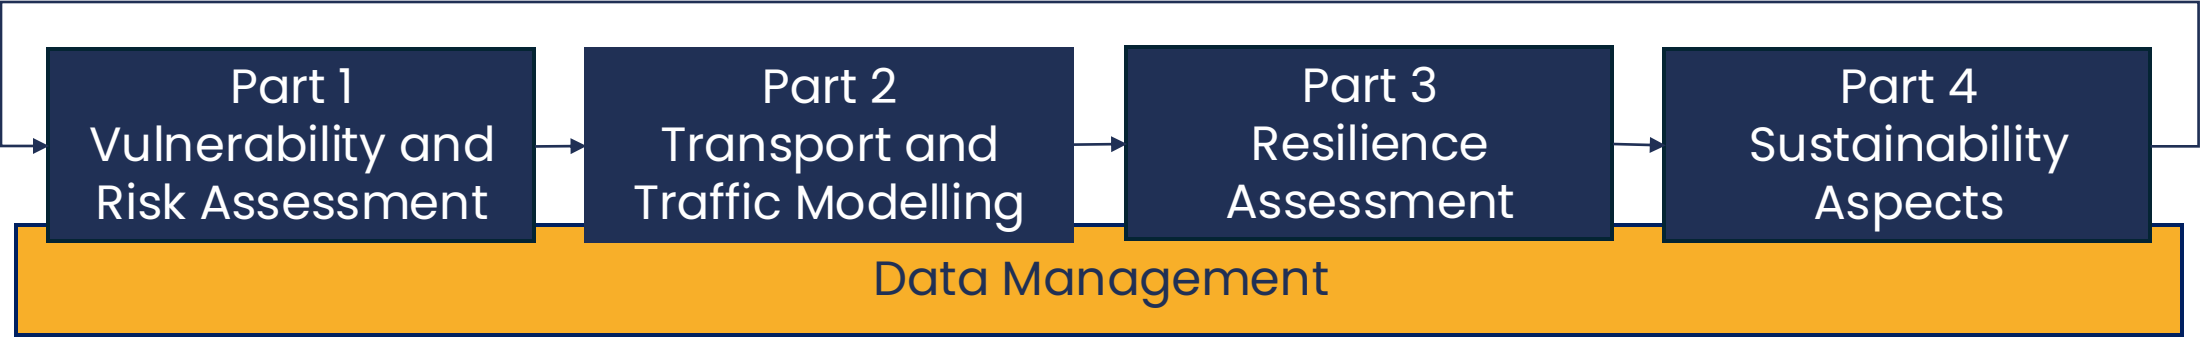 Part 1
Vulnerability and
Risk Assessment
Part 2
Transport and
Traffic Modelling
Part 3
Resilience
Assessment
Part 4
Sustainability
Aspects
Data Management